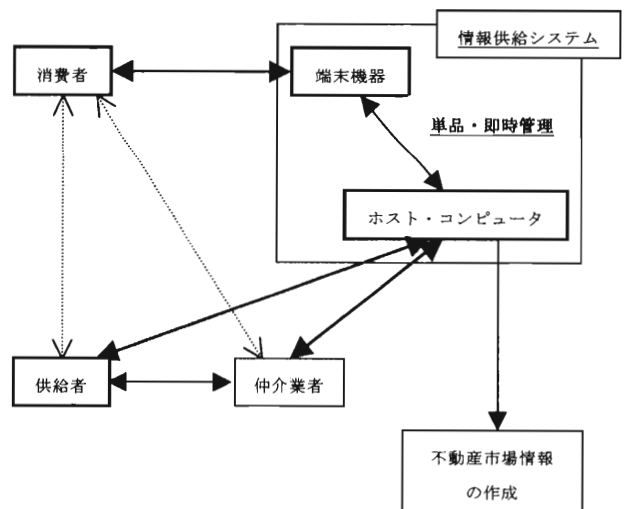 情報供給システム
消費者
端末機器
単品・即時管理
ホスト・コンピュータ
供給者
仲介業者
不動産市場情報
の作成